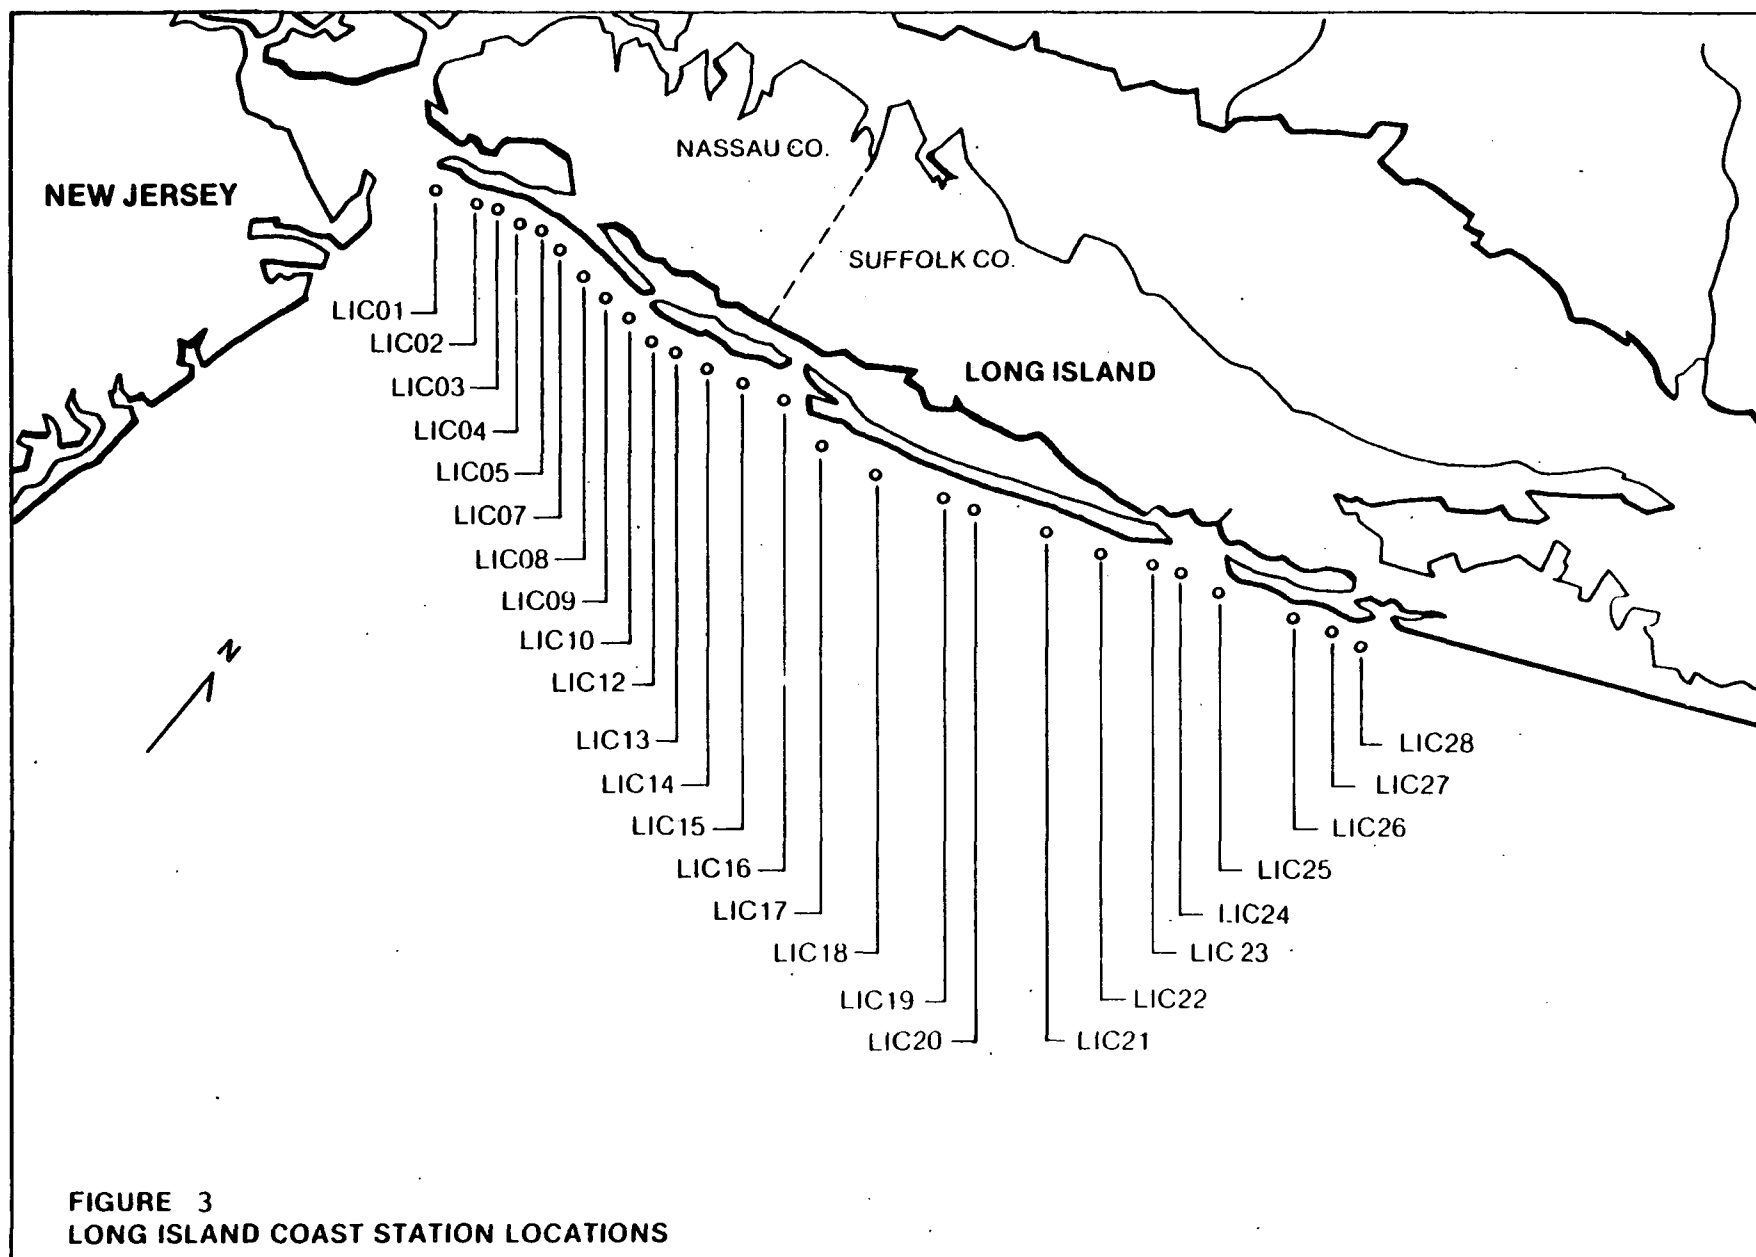 NASSAU CO.
NEW JERSEY
SUFFOLK CO.
LONG ISLAND
LIC01
LIC02
LIC03
LIC04
LIC05
LIC07
LIC08
LIC09
LIC10
LIC12
LIC13
LIC14
LIC15
LIC16
LIC17
LIC18
LIC19
LIC20
LIC21
LIC22
LIC 23
LIC24
LIC25
LIC26
LIC27
LIC28
N
FIGURE 3
LONG ISLAND COAST STATION LOCATIONS